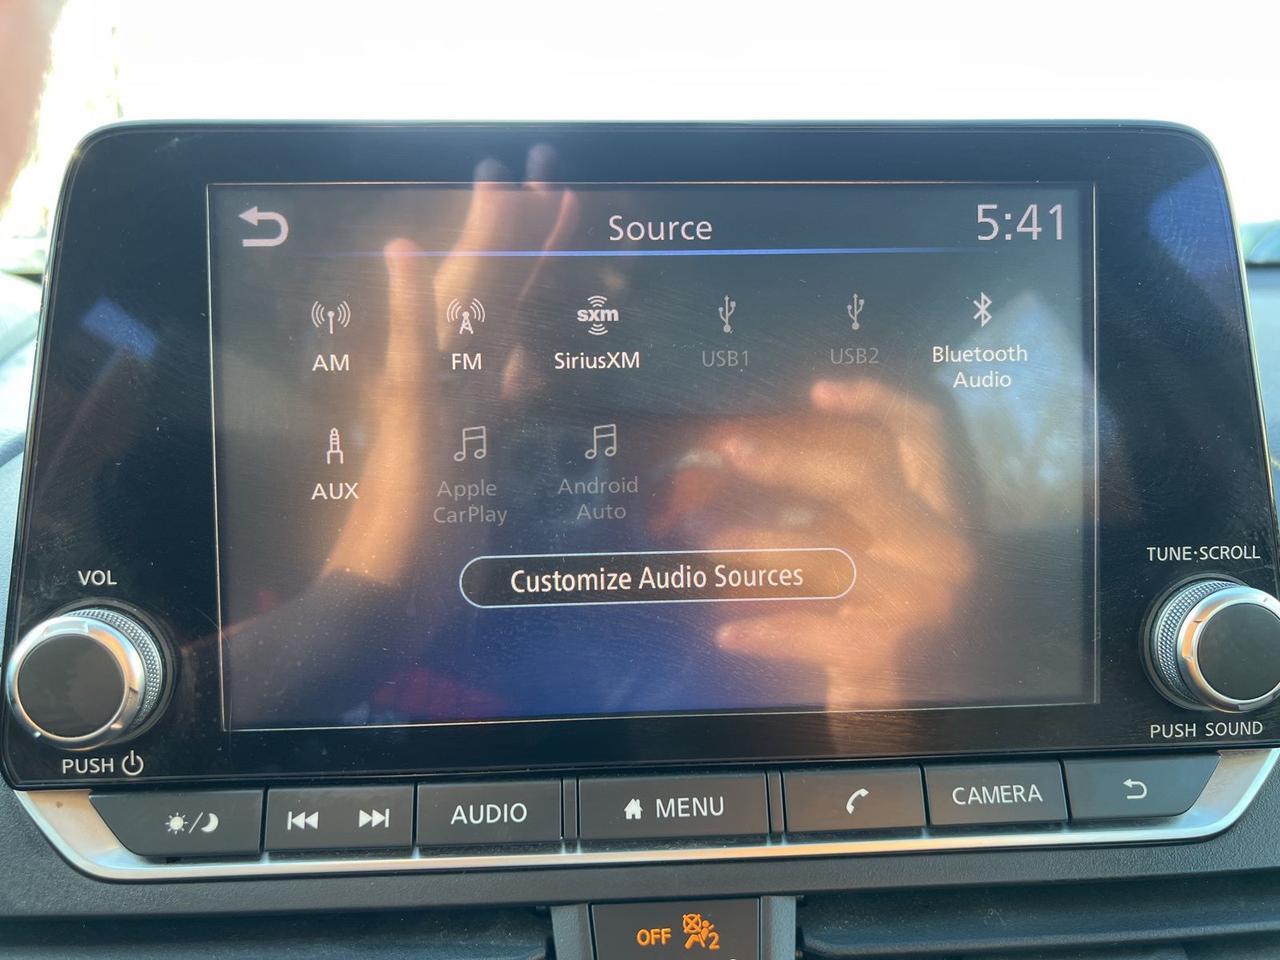 Source
5:41
AM
FM
sxm
SiriusXM
USB1
USB2
Bluetooth
Audio
AUX
Apple
CarPlay
Android
Auto
Customize Audio Sources
VOL
PUSH
TUNE·SCROLL
PUSH SOUND
AUDIO
MENU
CAMERA
OFF
2